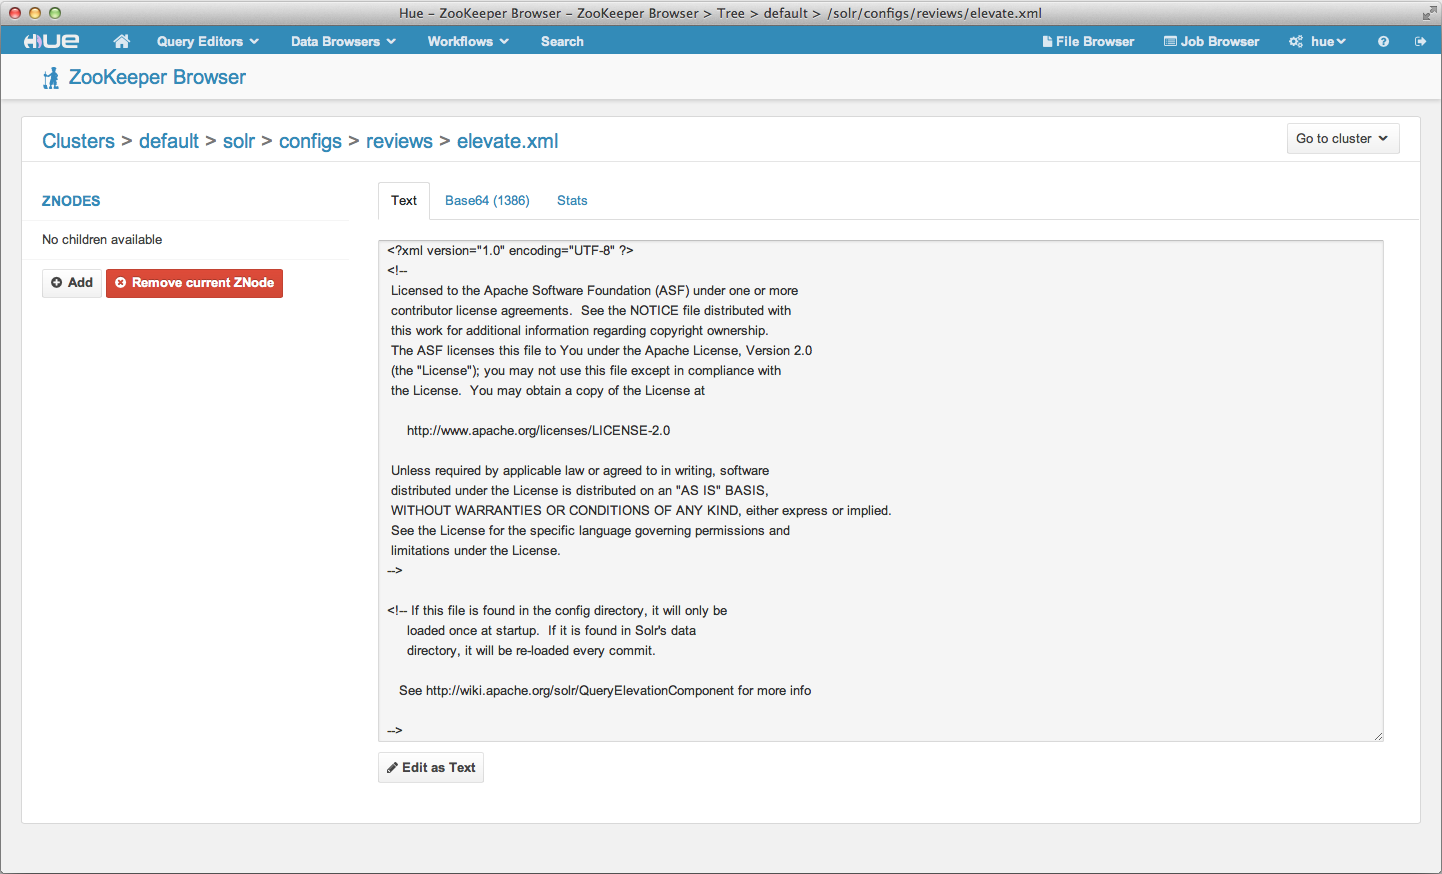 Hue – ZooKeeper Browser – ZooKeeper Browser > Tree > default > /solr/configs/reviews/elevate.xml
HUE Query Editors Data Browsers Workflows Search File Browser Job Browser hue ?
ZooKeeper Browser
Clusters > default > solr > configs > reviews > elevate.xml Go to cluster
ZNODES Text Base64 (1386) Stats
No children available
Add Remove current ZNode
<?xml version="1.0" encoding="UTF-8" ?>
<!--
Licensed to the Apache Software Foundation (ASF) under one or more
contributor license agreements.  See the NOTICE file distributed with
this work for additional information regarding copyright ownership.
The ASF licenses this file to You under the Apache License, Version 2.0
(the "License"); you may not use this file except in compliance with
the License.  You may obtain a copy of the License at
http://www.apache.org/licenses/LICENSE-2.0
Unless required by applicable law or agreed to in writing, software
distributed under the License is distributed on an "AS IS" BASIS,
WITHOUT WARRANTIES OR CONDITIONS OF ANY KIND, either express or implied.
See the License for the specific language governing permissions and
limitations under the License.
-->
<!-- If this file is found in the config directory, it will only be
loaded once at startup.  If it is found in Solr's data
directory, it will be re-loaded every commit.
See http://wiki.apache.org/solr/QueryElevationComponent for more info
-->
Edit as Text